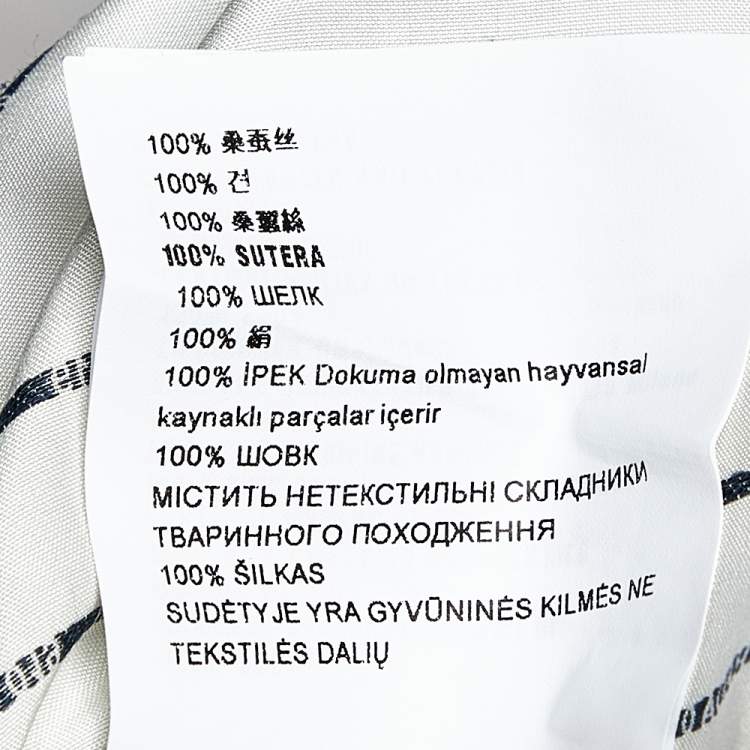 100% 桑蚕丝
100% 견
100% 桑蠶絲
100% SUTERA
100% ШЕЛК
100% 絹
100% İPEK Dokuma olmayan hayvansal
kaynaklı parçalar içerir
100% ШОВК
МІСТИТЬ НЕТЕКСТИЛЬНІ СКЛАДНИКИ
ТВАРИННОГО ПОХОДЖЕННЯ
100% ŠILKAS
SUDĖTYJE YRA GYVŪNINĖS KILMĖS NE
TEKSTILĖS DALIŲ